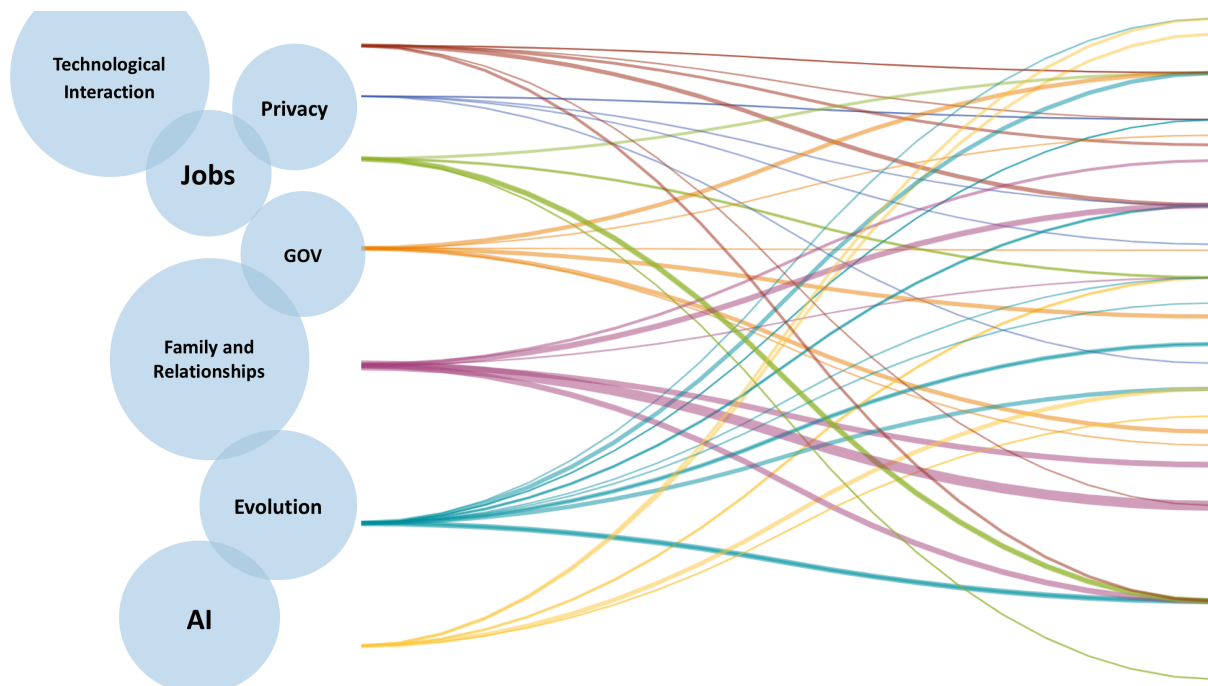 Technological
Interaction
Privacy
Jobs
GOV
Family and
Relationships
Evolution
AI